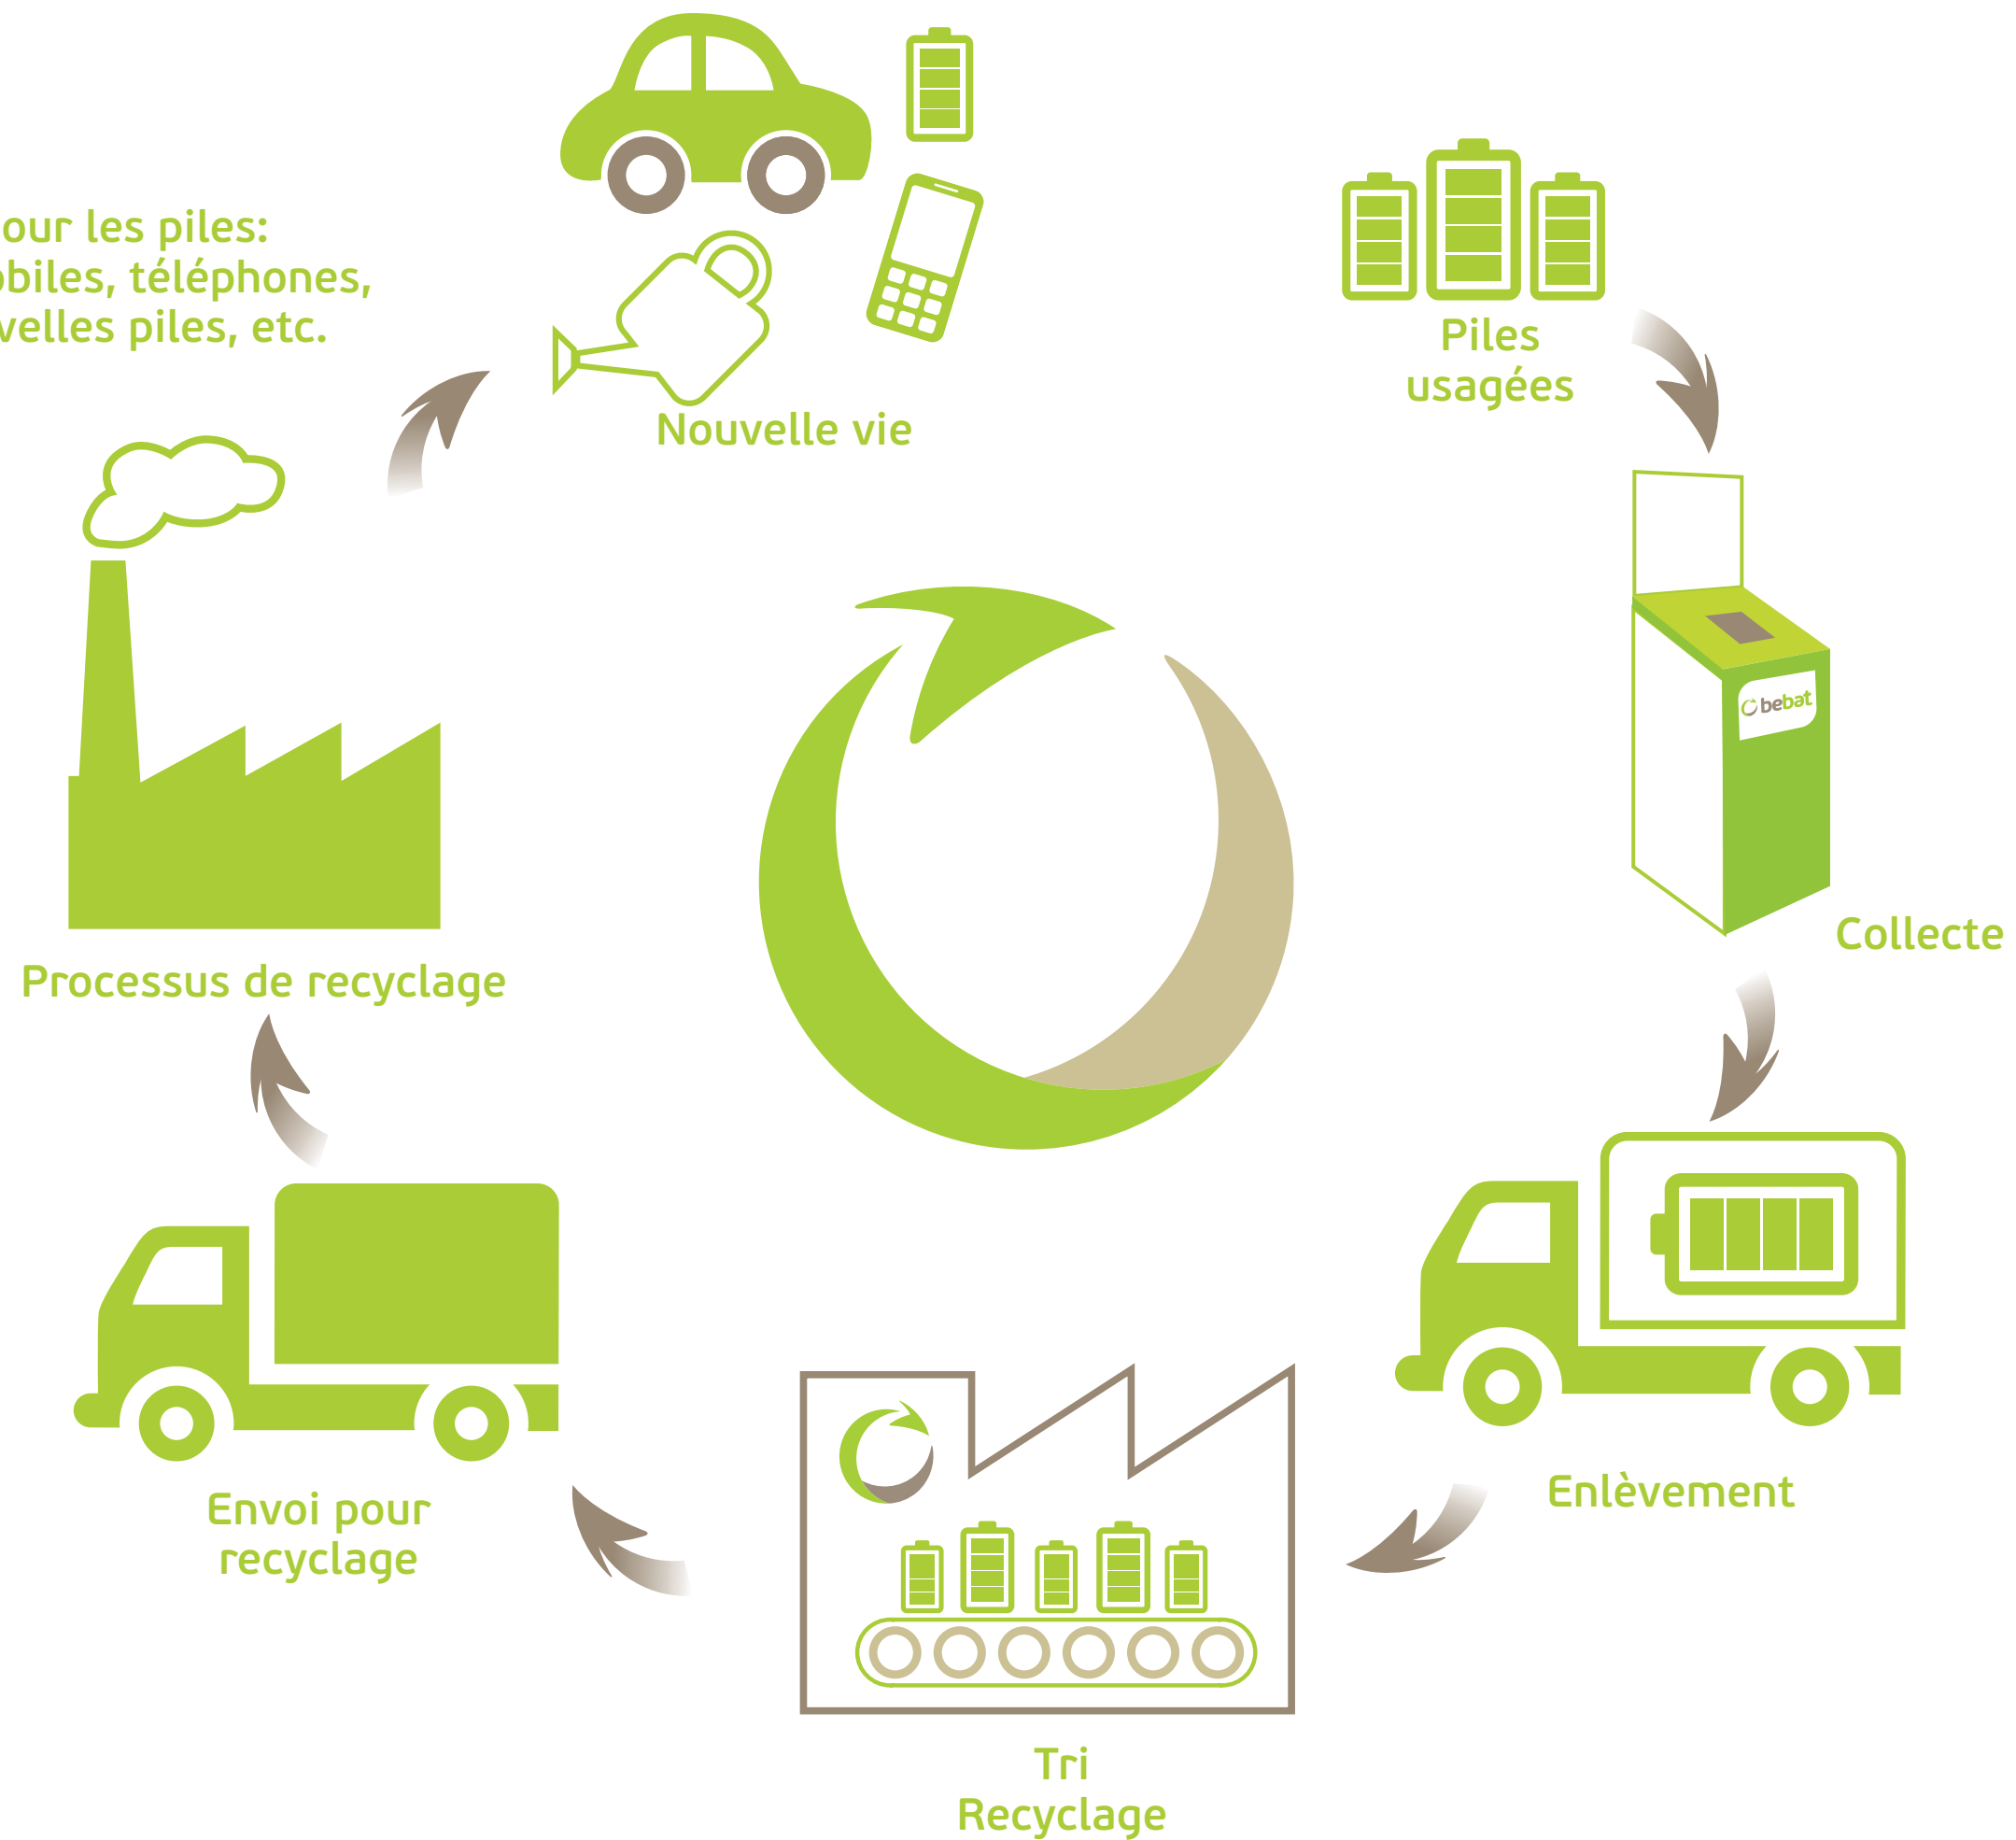 our les piles:
biles, téléphones,
velles piles, etc.
Nouvelle vie
Piles
usagées
bebat
Collecte
Processus de recyclage
Enlèvement
Envoi pour
recyclage
Tri
Recyclage